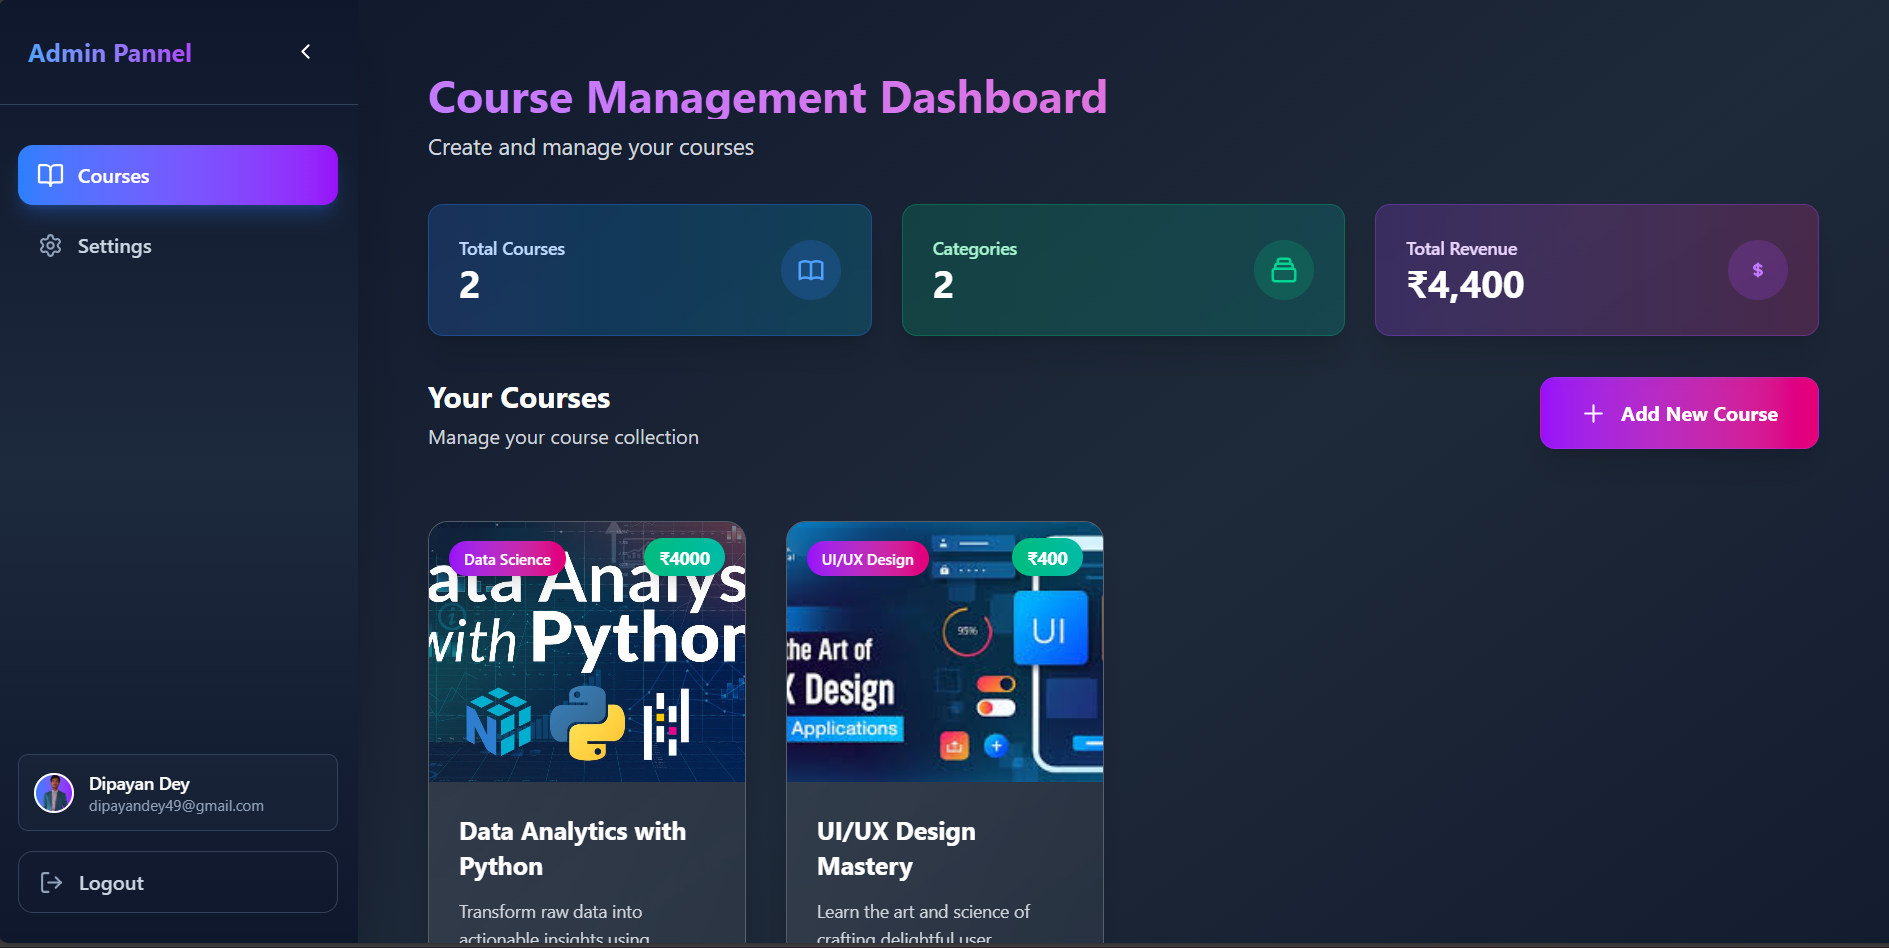 Admin Pannel
Courses
Settings
Dipayan Dey
dipayandey49@gmail.com
Logout
Course Management Dashboard
Create and manage your courses
Total Courses
2
Categories
2
Total Revenue
₹4,400
$
Your Courses
Manage your course collection
Add New Course
Data Science
₹4000
ata Analys
with Python
Data Analytics with
Python
Transform raw data into
actionable insights using
UI/UX Design
₹400
95%
UI
the Art of
X Design
Applications
UI/UX Design
Mastery
Learn the art and science of
crafting delightful user